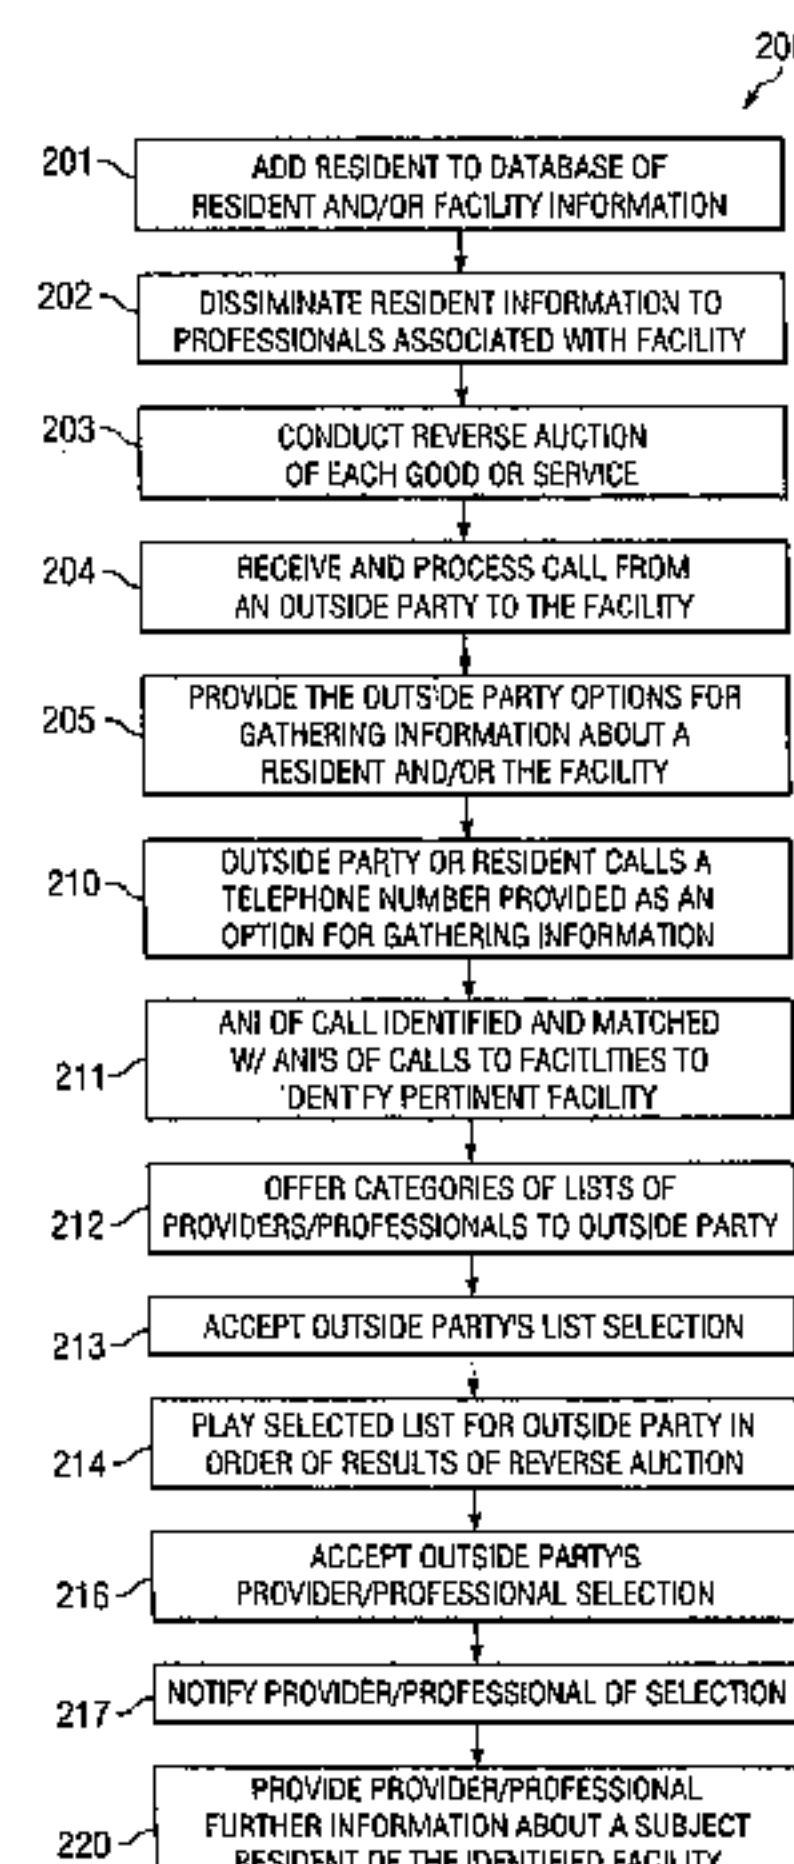 201
ADD RESIDENT TO DATABASE OF
RESIDENT AND/OR FACILITY INFORMATION
202
DISSIMINATE RESIDENT INFORMATION TO
PROFESSIONALS ASSOCIATED WITH FACILITY
203
CONDUCT REVERSE AUCTION
OF EACH GOOD OR SERVICE
204
RECEIVE AND PROCESS CALL FROM
AN OUTSIDE PARTY TO THE FACILITY
205
PROVIDE THE OUTSIDE PARTY OPTIONS FOR
GATHERING INFORMATION ABOUT A
RESIDENT AND/OR THE FACILITY
210
OUTSIDE PARTY OR RESIDENT CALLS A
TELEPHONE NUMBER PROVIDED AS AN
OPTION FOR GATHERING INFORMATION
211
ANI OF CALL IDENTIFIED AND MATCHED
W/ ANI'S OF CALLS TO FACITLITIES TO
IDENTIFY PERTINENT FACILITY
212
OFFER CATEGORIES OF LISTS OF
PROVIDERS/PROFESSIONALS TO OUTSIDE PARTY
213
ACCEPT OUTSIDE PARTY'S LIST SELECTION
214
PLAY SELECTED LIST FOR OUTSIDE PARTY IN
ORDER OF RESULTS OF REVERSE AUCTION
216
ACCEPT OUTSIDE PARTY'S
PROVIDER/PROFESSIONAL SELECTION
217
NOTIFY PROVIDER/PROFESSIONAL OF SELECTION
220
PROVIDE PROVIDER/PROFESSIONAL
FURTHER INFORMATION ABOUT A SUBJECT
RESIDENT OF THE IDENTIFIED FACILITY